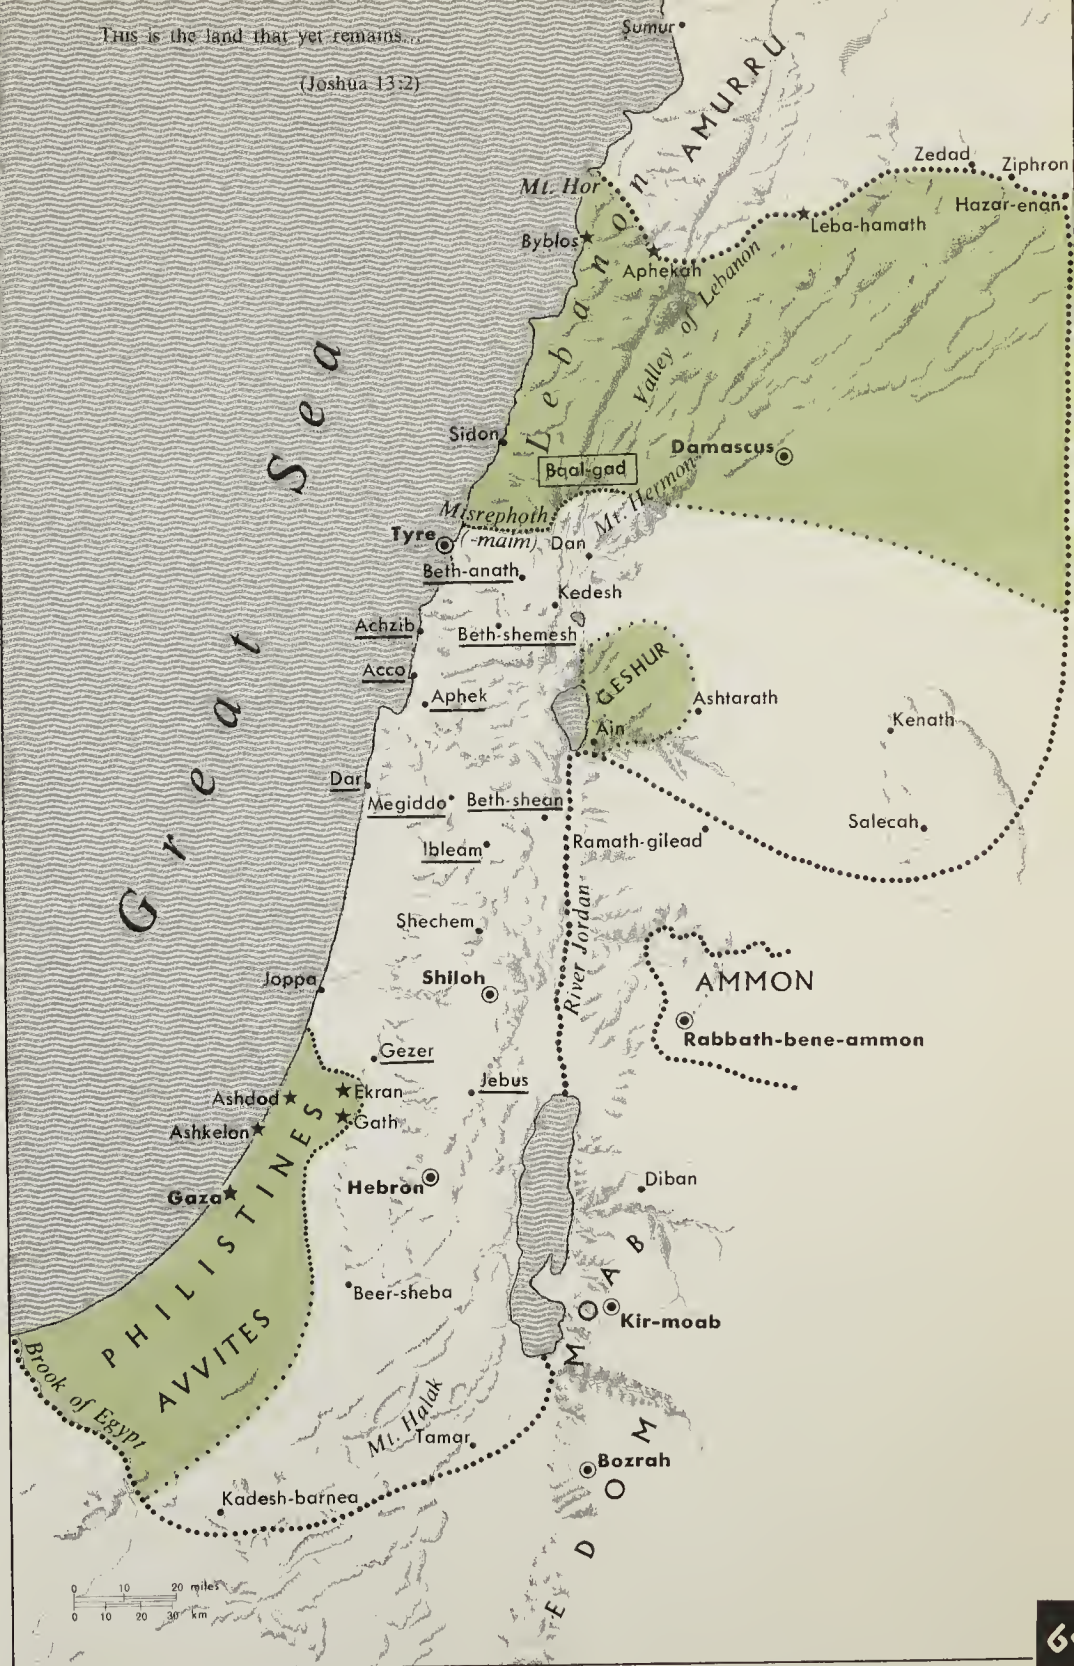 THIS is the land that yet remains...
(Joshua 13:2)
Sumur
AMURRU
Zedad
Ziphron
Mt. Hor
Hazar-enan
Leba-hamath
Byblos
Aphekah
Lebanon
Valley of Lebanon
Great Sea
Sidon
Damascus
Baal-gad
Mt. Hermon
Misrephoth
(-maim)
Tyre
Dan
Beth-anath
Kedesh
Achzib
Beth-shemesh
GESHUR
Acco
Aphek
Ashtarath
Ain
Kenath
Dar
Megiddo
Beth-shean
Ramath-gilead
Salecah
Ibleam
River Jordan
Shechem
Shiloh
Joppa
AMMON
Rabbath-bene-ammon
Gezer
Jebus
Ashdod
Ekran
Gath
Ashkelon
Hebron
Gaza
Diban
PHILISTINES
AVVITES
Beer-sheba
MOAB
Kir-moab
Brook of Egypt
Mt. Halak
Tamar
Bozrah
EDOM
Kadesh-barnea
0 10 20 miles
0 10 20 30 km